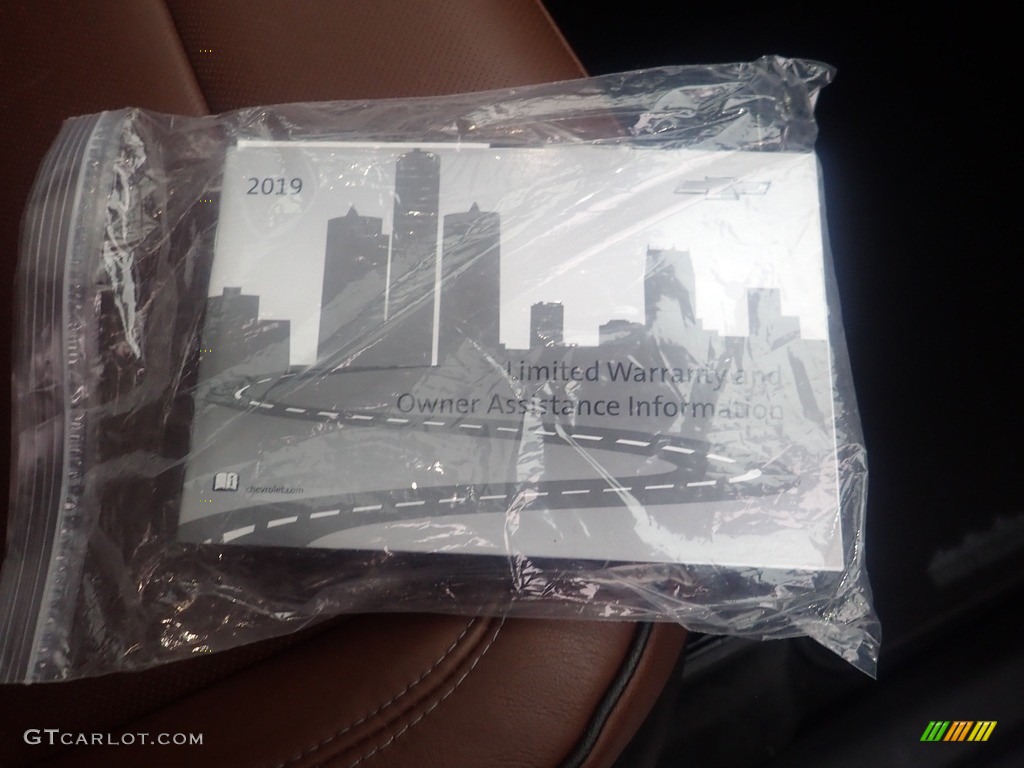 2019
Limited Warranty and
Owner Assistance Information
chevrolet.com
GTCARLOT.COM